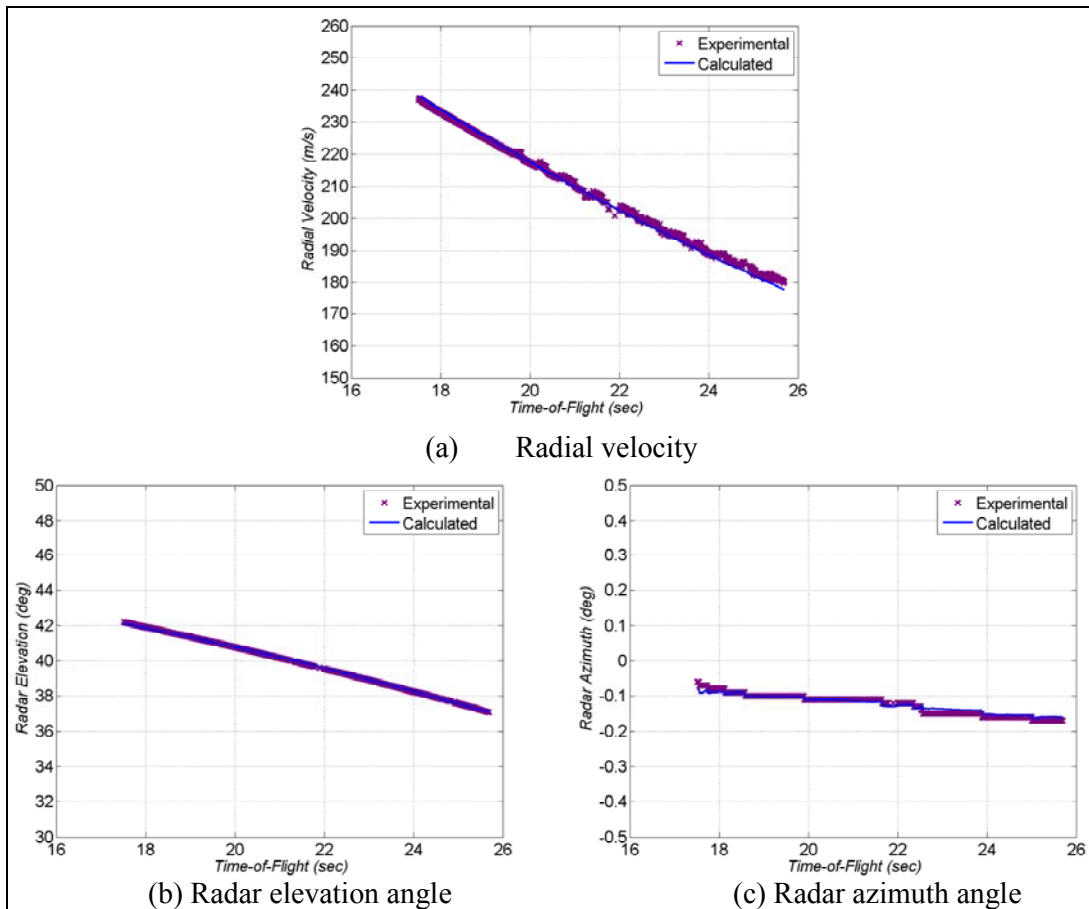 260
250
240
230
220
210
200
190
180
170
160
150
Radial Velocity (m/s)
× Experimental
Calculated
16 18 20 22 24 26
Time-of-Flight (sec)
(a) Radial velocity
50
48
46
44
42
40
38
36
34
32
30
Radar Elevation (deg)
× Experimental
Calculated
16 18 20 22 24 26
Time-of-Flight (sec)
(b) Radar elevation angle
0.5
0.4
0.3
0.2
0.1
0
-0.1
-0.2
-0.3
-0.4
-0.5
Radar Azimuth (deg)
× Experimental
Calculated
16 18 20 22 24 26
Time-of-Flight (sec)
(c) Radar azimuth angle